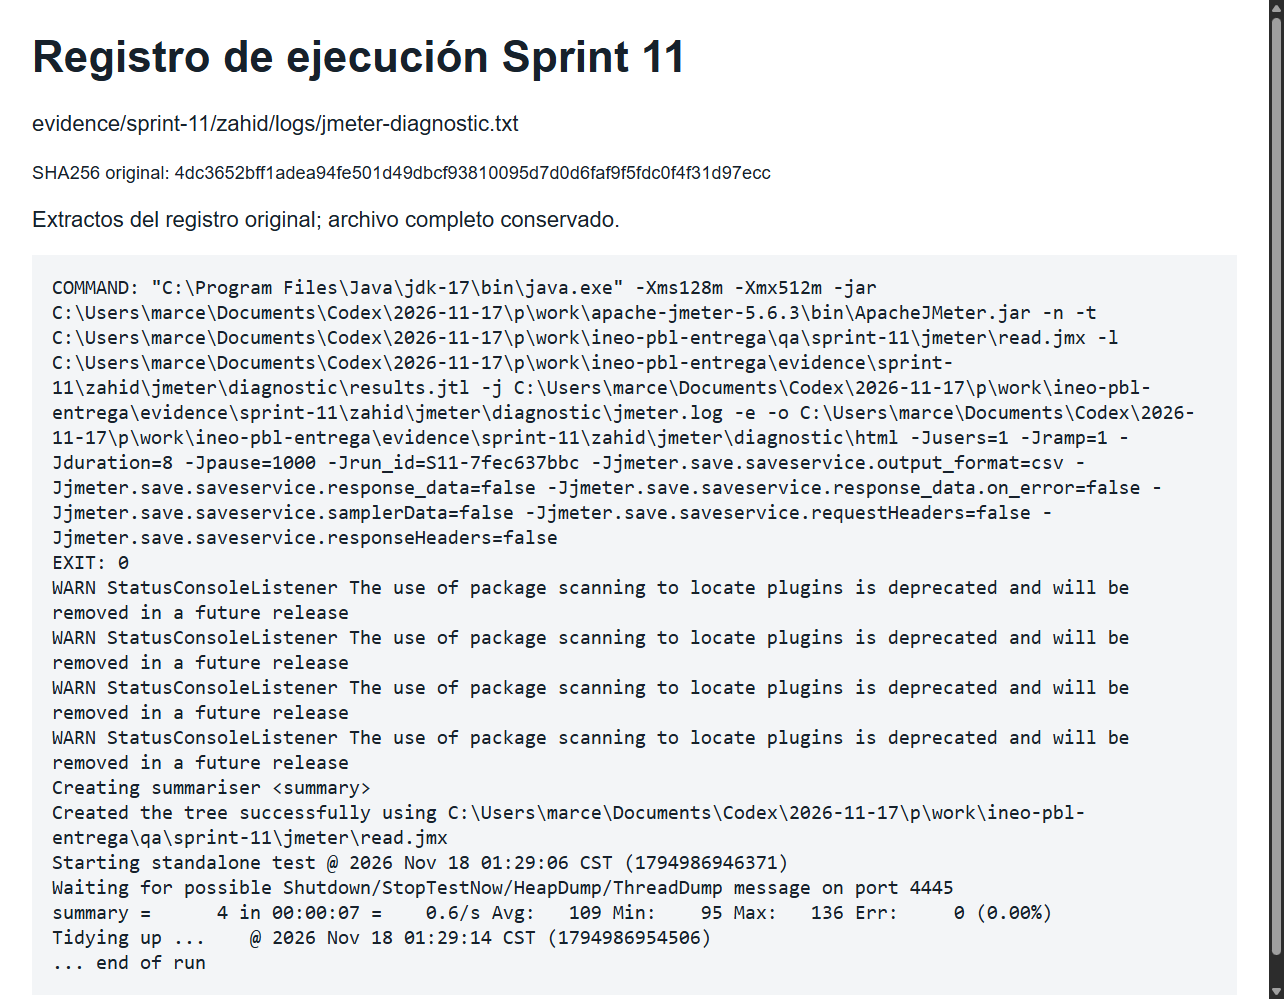 Registro de ejecución Sprint 11
evidence/sprint-11/zahid/logs/jmeter-diagnostic.txt
SHA256 original: 4dc3652bff1adea94fe501d49dbcf93810095d7d0d6faf9f5fdc0f4f31d97ecc
Extractos del registro original; archivo completo conservado.
COMMAND: "C:\Program Files\Java\jdk-17\bin\java.exe" -Xms128m -Xmx512m -jar
C:\Users\marce\Documents\Codex\2026-11-17\p\work\apache-jmeter-5.6.3\bin\ApacheJMeter.jar -n -t
C:\Users\marce\Documents\Codex\2026-11-17\p\work\ineo-pbl-entrega\qa\sprint-11\jmeter\read.jmx -l
C:\Users\marce\Documents\Codex\2026-11-17\p\work\ineo-pbl-entrega\evidence\sprint-
11\zahid\jmeter\diagnostic\results.jtl -j C:\Users\marce\Documents\Codex\2026-11-17\p\work\ineo-pbl-
entrega\evidence\sprint-11\zahid\jmeter\diagnostic\jmeter.log -e -o C:\Users\marce\Documents\Codex\2026-
11-17\p\work\ineo-pbl-entrega\evidence\sprint-11\zahid\jmeter\diagnostic\html -Jusers=1 -Jramp=1 -
Jduration=8 -Jpause=1000 -Jrun_id=S11-7fec637bbc -Jjmeter.save.saveservice.output_format=csv -
Jjmeter.save.saveservice.response_data=false -Jjmeter.save.saveservice.response_data.on_error=false -
Jjmeter.save.saveservice.samplerData=false -Jjmeter.save.saveservice.requestHeaders=false -
Jjmeter.save.saveservice.responseHeaders=false
EXIT: 0
WARN StatusConsoleListener The use of package scanning to locate plugins is deprecated and will be
removed in a future release
WARN StatusConsoleListener The use of package scanning to locate plugins is deprecated and will be
removed in a future release
WARN StatusConsoleListener The use of package scanning to locate plugins is deprecated and will be
removed in a future release
WARN StatusConsoleListener The use of package scanning to locate plugins is deprecated and will be
removed in a future release
Creating summariser <summary>
Created the tree successfully using C:\Users\marce\Documents\Codex\2026-11-17\p\work\ineo-pbl-
entrega\qa\sprint-11\jmeter\read.jmx
Starting standalone test @ 2026 Nov 18 01:29:06 CST (1794986946371)
Waiting for possible Shutdown/StopTestNow/HeapDump/ThreadDump message on port 4445
summary =      4 in 00:00:07 =    0.6/s Avg:   109 Min:    95 Max:   136 Err:     0 (0.00%)
Tidying up ...    @ 2026 Nov 18 01:29:14 CST (1794986954506)
... end of run